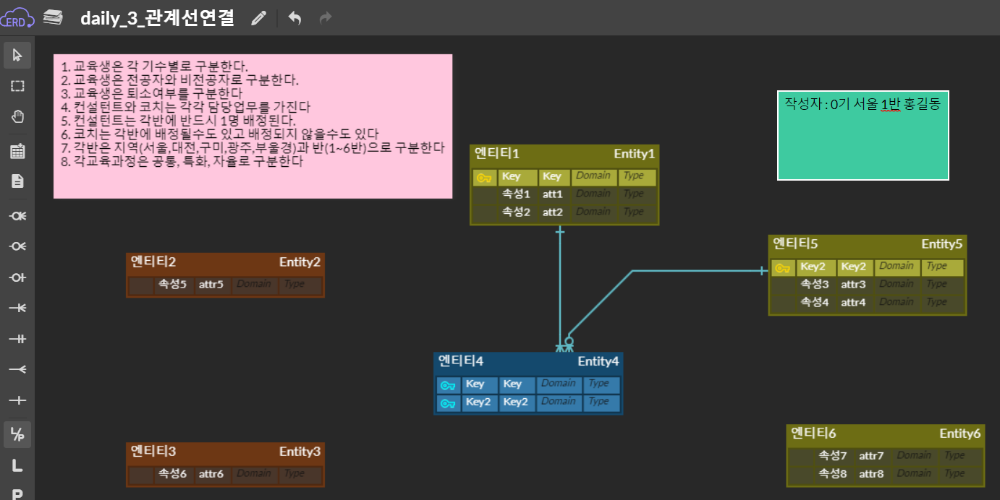 ERD
daily_3_관계선연결
1. 교육생은 각 기수별로 구분한다.
2. 교육생은 전공자와 비전공자로 구분한다.
3. 교육생은 퇴소여부를 구분한다
4. 컨설턴트와 코치는 각각 담당업무를 가진다
5. 컨설턴트는 각반에 반드시 1명 배정된다.
6. 코치는 각반에 배정될수도 있고 배정되지 않을수도 있다
7. 각반은 지역(서울,대전,구미,광주,부울경)과 반(1~6반)으로 구분한다
8. 각교육과정은 공통, 특화, 자율로 구분한다
작성자 : 0기 서울 1반 홍길동
엔티티1 Entity1
Key Key Domain Type
속성1 att1 Domain Type
속성2 att2 Domain Type
엔티티5 Entity5
Key2 Key2 Domain Type
속성3 attr3 Domain Type
속성4 attr4 Domain Type
엔티티2 Entity2
속성5 attr5 Domain Type
엔티티4 Entity4
Key Key Domain Type
Key2 Key2 Domain Type
엔티티6 Entity6
속성7 attr7 Domain Type
속성8 attr8 Domain Type
엔티티3 Entity3
속성6 attr6 Domain Type
L/P
L
P